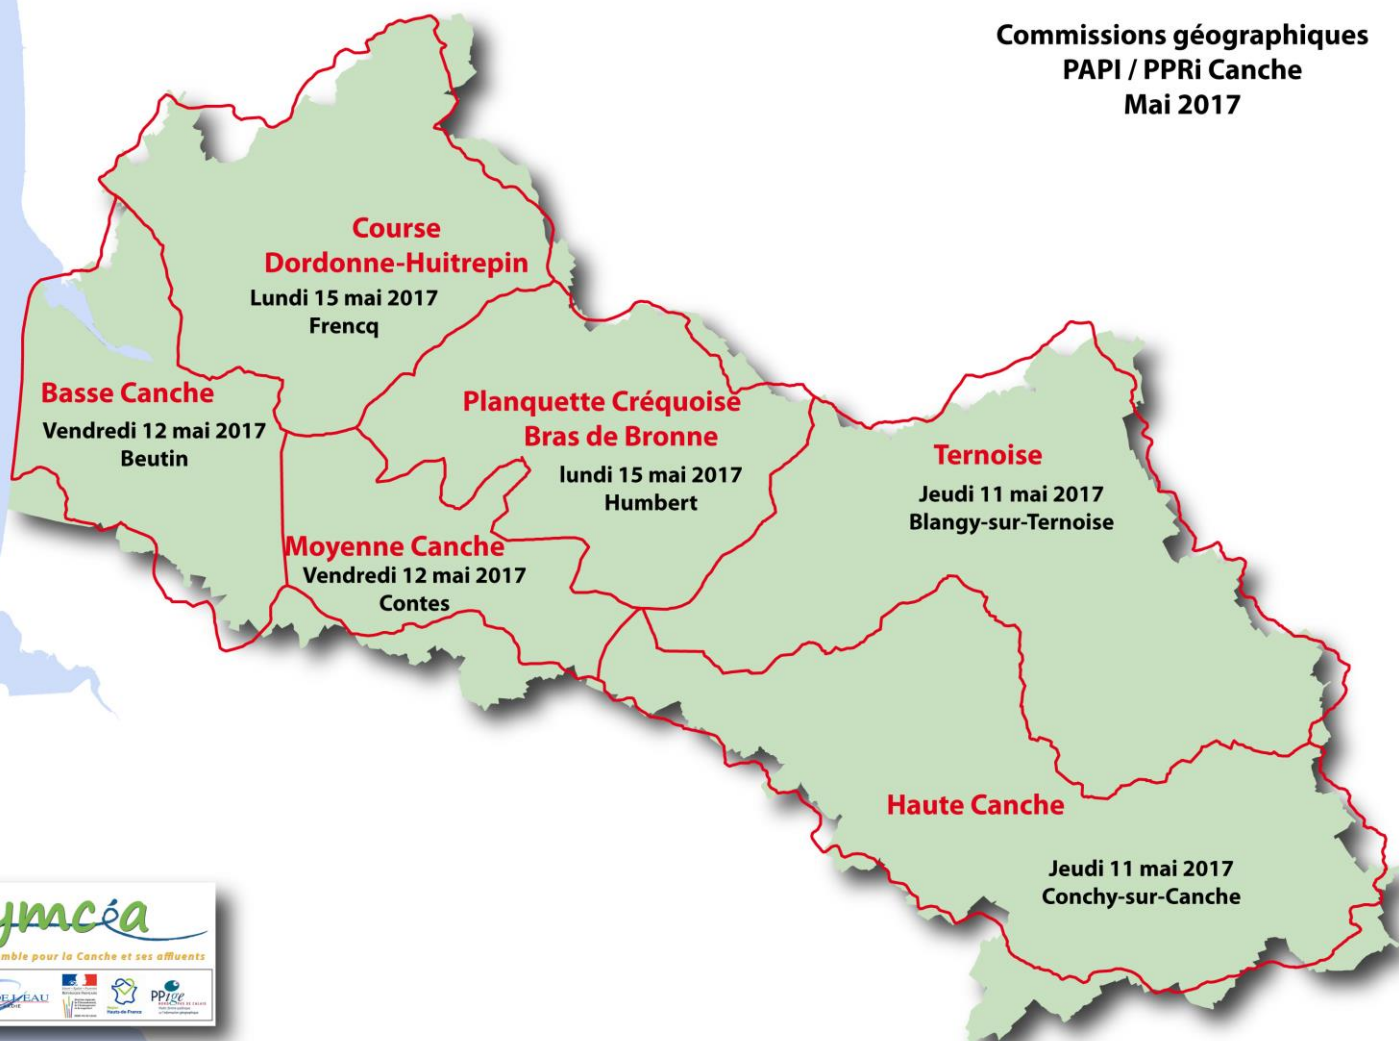 Commissions géographiques
PAPI / PPRi Canche
Mai 2017
Course
Dordonne-Huitrepin
Lundi 15 mai 2017
Frencq
Basse Canche
Vendredi 12 mai 2017
Beutin
Planquette Créquoise
Bras de Bronne
lundi 15 mai 2017
Humbert
Ternoise
Jeudi 11 mai 2017
Blangy-sur-Ternoise
Moyenne Canche
Vendredi 12 mai 2017
Contes
Haute Canche
Jeudi 11 mai 2017
Conchy-sur-Canche
ymcéa
mble pour la Canche et ses affluents
Hauts-de-France
PPIge